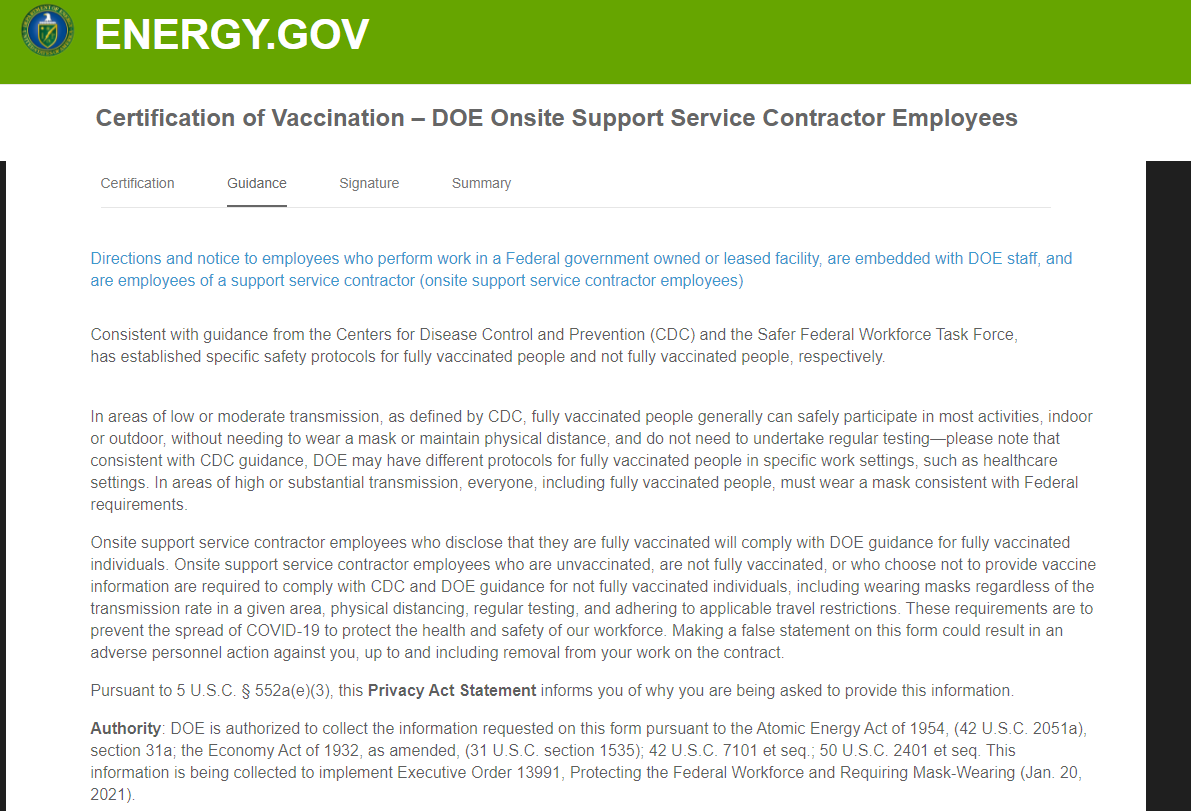 ENERGY.GOV
Certification of Vaccination – DOE Onsite Support Service Contractor Employees
Certification Guidance Signature Summary
Directions and notice to employees who perform work in a Federal government owned or leased facility, are embedded with DOE staff, and
are employees of a support service contractor (onsite support service contractor employees)
Consistent with guidance from the Centers for Disease Control and Prevention (CDC) and the Safer Federal Workforce Task Force,
has established specific safety protocols for fully vaccinated people and not fully vaccinated people, respectively.
In areas of low or moderate transmission, as defined by CDC, fully vaccinated people generally can safely participate in most activities, indoor
or outdoor, without needing to wear a mask or maintain physical distance, and do not need to undertake regular testing—please note that
consistent with CDC guidance, DOE may have different protocols for fully vaccinated people in specific work settings, such as healthcare
settings. In areas of high or substantial transmission, everyone, including fully vaccinated people, must wear a mask consistent with Federal
requirements.
Onsite support service contractor employees who disclose that they are fully vaccinated will comply with DOE guidance for fully vaccinated
individuals. Onsite support service contractor employees who are unvaccinated, are not fully vaccinated, or who choose not to provide vaccine
information are required to comply with CDC and DOE guidance for not fully vaccinated individuals, including wearing masks regardless of the
transmission rate in a given area, physical distancing, regular testing, and adhering to applicable travel restrictions. These requirements are to
prevent the spread of COVID-19 to protect the health and safety of our workforce. Making a false statement on this form could result in an
adverse personnel action against you, up to and including removal from your work on the contract.
Pursuant to 5 U.S.C. § 552a(e)(3), this Privacy Act Statement informs you of why you are being asked to provide this information.
Authority: DOE is authorized to collect the information requested on this form pursuant to the Atomic Energy Act of 1954, (42 U.S.C. 2051a),
section 31a; the Economy Act of 1932, as amended, (31 U.S.C. section 1535); 42 U.S.C. 7101 et seq.; 50 U.S.C. 2401 et seq. This
information is being collected to implement Executive Order 13991, Protecting the Federal Workforce and Requiring Mask-Wearing (Jan. 20,
2021).